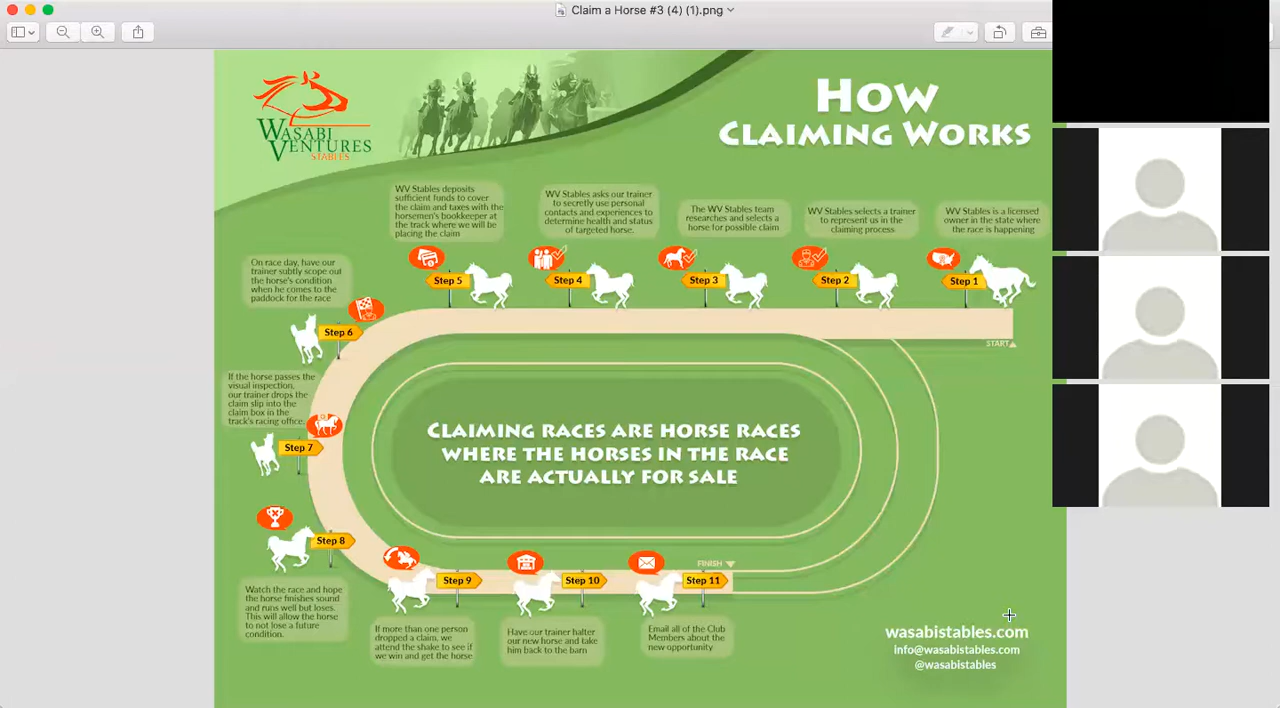 Claim a Horse #3 (4) (1).png
WASABI
VENTURES
STABLES
HOW
CLAIMING WORKS
WV Stables is a licensed
owner in the state where
the race is happening
Step 1
START
WV Stables selects a trainer
to represent us in the
claiming process
Step 2
The WV Stables team
researches and selects a
horse for possible claim
Step 3
WV Stables asks our trainer
to secretly use personal
contacts and experiences to
determine health and status
of targeted horse.
Step 4
WV Stables deposits
sufficient funds to cover
the claim and taxes with the
horsemen's bookkeeper at
the track where we will be
placing the claim
Step 5
On race day, have our
trainer subtly scope out
the horse's condition
when he comes to the
paddock for the race
Step 6
If the horse passes the
visual inspection,
our trainer drops the
claim slip into the
claim box in the
track's racing office.
Step 7
CLAIMING RACES ARE HORSE RACES
WHERE THE HORSES IN THE RACE
ARE ACTUALLY FOR SALE
Step 8
Watch the race and hope
the horse finishes sound
and runs well but loses.
This will allow the horse
to not lose a future
condition.
Step 9
If more than one person
dropped a claim, we
attend the shake to see if
we win and get the horse
Step 10
Have our trainer halter
our new horse and take
him back to the barn
FINISH
Step 11
Email all of the Club
Members about the
new opportunity.
wasabistables.com
info@wasabistables.com
@wasabistables